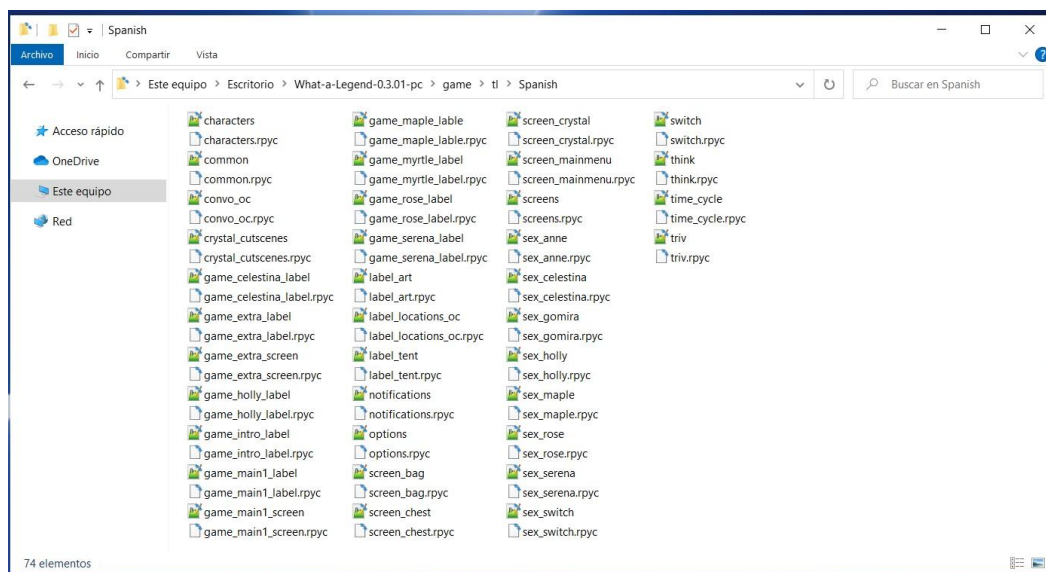 Spanish
Archivo Inicio Compartir Vista
Este equipo > Escritorio > What-a-Legend-0.3.01-pc > game > tl > Spanish
Buscar en Spanish
Acceso rápido
OneDrive
Este equipo
Red
characters
characters.rpyc
common
common.rpyc
convo_oc
convo_oc.rpyc
crystal_cutscenes
crystal_cutscenes.rpyc
game_celestina_label
game_celestina_label.rpyc
game_extra_label
game_extra_label.rpyc
game_extra_screen
game_extra_screen.rpyc
game_holly_label
game_holly_label.rpyc
game_intro_label
game_intro_label.rpyc
game_main1_label
game_main1_label.rpyc
game_main1_screen
game_main1_screen.rpyc
game_maple_lable
game_maple_lable.rpyc
game_myrtle_label
game_myrtle_label.rpyc
game_rose_label
game_rose_label.rpyc
game_serena_label
game_serena_label.rpyc
label_art
label_art.rpyc
label_locations_oc
label_locations_oc.rpyc
label_tent
label_tent.rpyc
notifications
notifications.rpyc
options
options.rpyc
screen_bag
screen_bag.rpyc
screen_chest
screen_chest.rpyc
screen_crystal
screen_crystal.rpyc
screen_mainmenu
screen_mainmenu.rpyc
screens
screens.rpyc
sex_anne
sex_anne.rpyc
sex_celestina
sex_celestina.rpyc
sex_gomira
sex_gomira.rpyc
sex_holly
sex_holly.rpyc
sex_maple
sex_maple.rpyc
sex_rose
sex_rose.rpyc
sex_serena
sex_serena.rpyc
sex_switch
sex_switch.rpyc
switch
switch.rpyc
think
think.rpyc
time_cycle
time_cycle.rpyc
triv
triv.rpyc
74 elementos